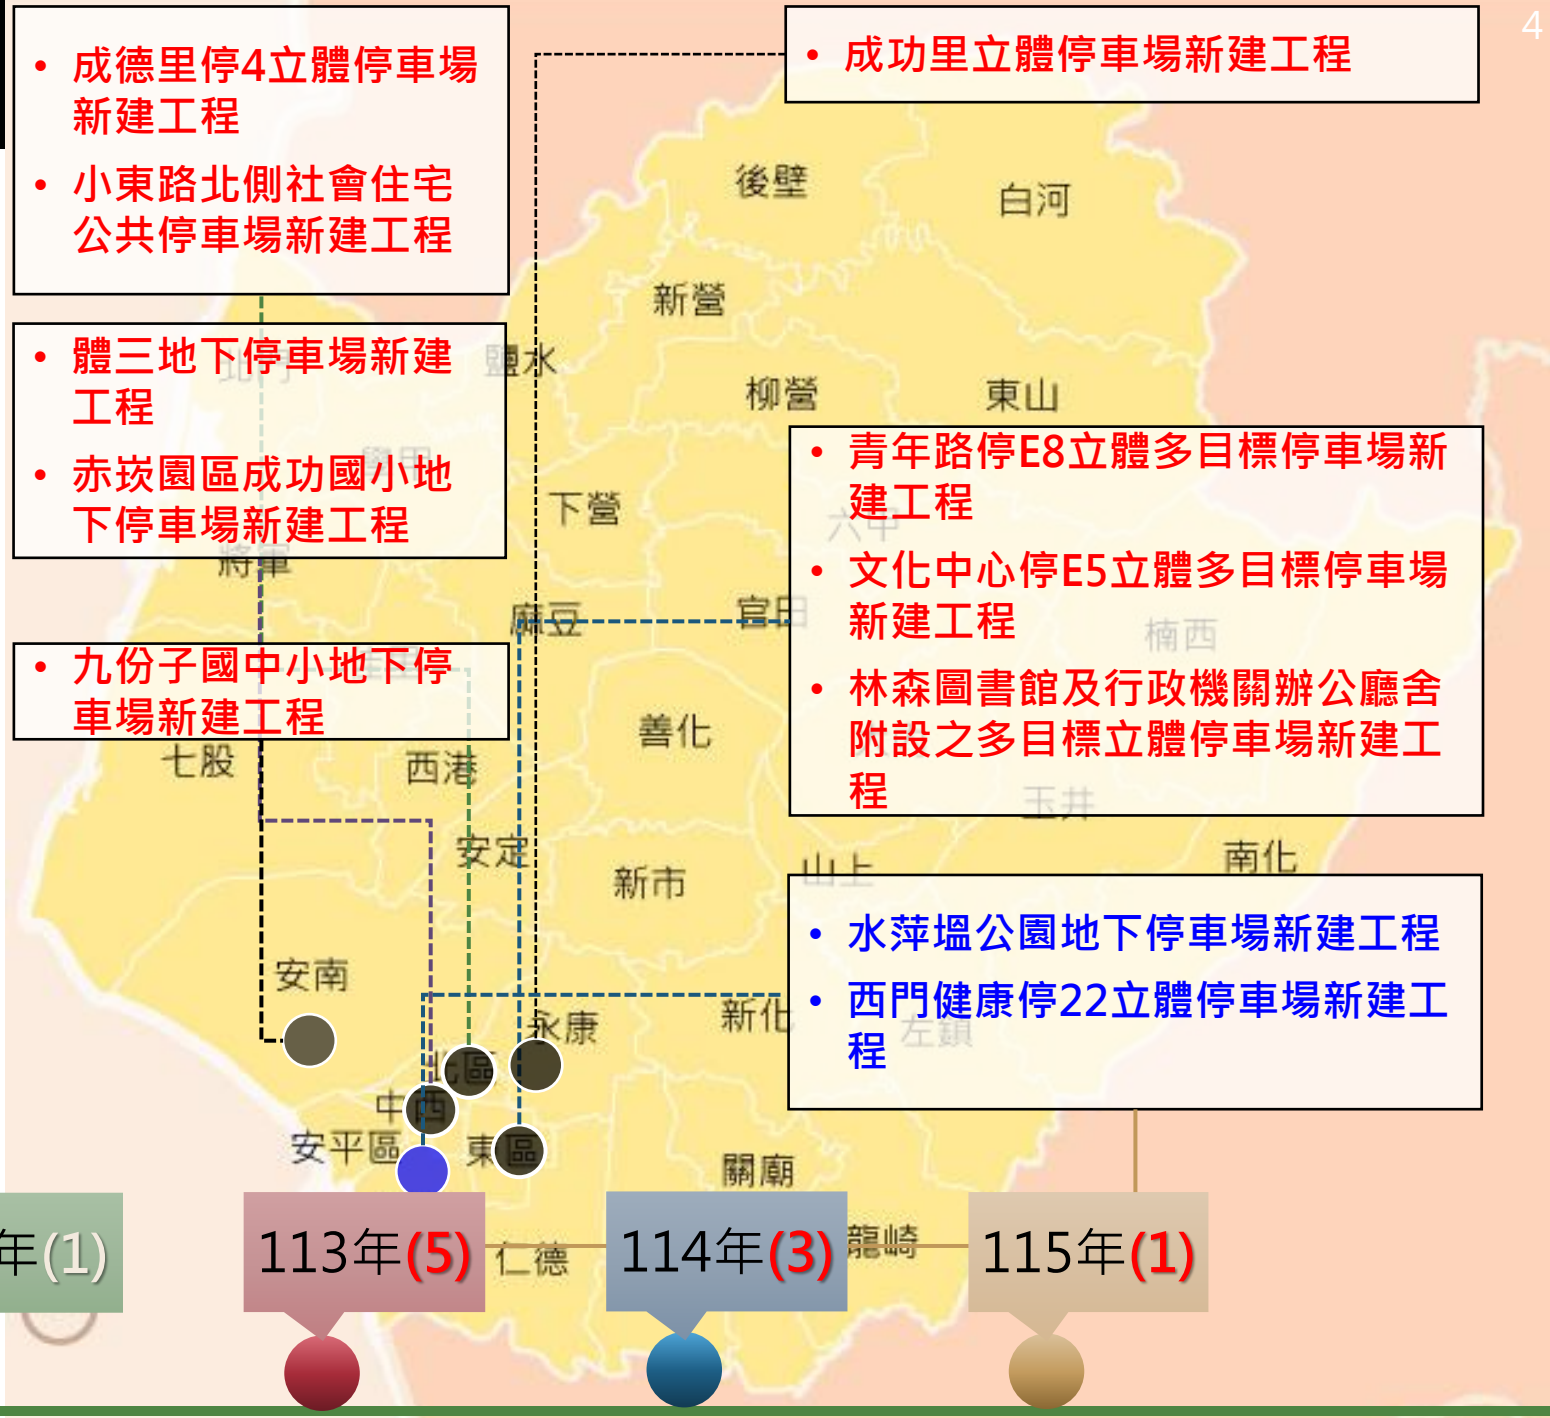 4
• 成德里停4立體停車場
新建工程
• 小東路北側社會住宅
公共停車場新建工程
• 成功里立體停車場新建工程
後壁
白河
新營
• 體三地下停車場新建
工程
• 赤崁園區成功國小地
下停車場新建工程
北門
學甲
鹽水
柳營
東山
• 青年路停E8立體多目標停車場新
建工程
• 文化中心停E5立體多目標停車場
新建工程
• 林森圖書館及行政機關辦公廳舍
附設之多目標立體停車場新建工
程
下營
六甲
將軍
麻豆
官田
楠西
• 九份子國中小地下停
車場新建工程
佳里
善化
七股
西港
玉井
安定
新市
山上
南化
• 水萍塭公園地下停車場新建工程
• 西門健康停22立體停車場新建工
程
安南
永康
新化
左鎮
北區
中西
安平區
東區
關廟
年(1)
113年(5)
仁德
114年(3)
龍崎
115年(1)